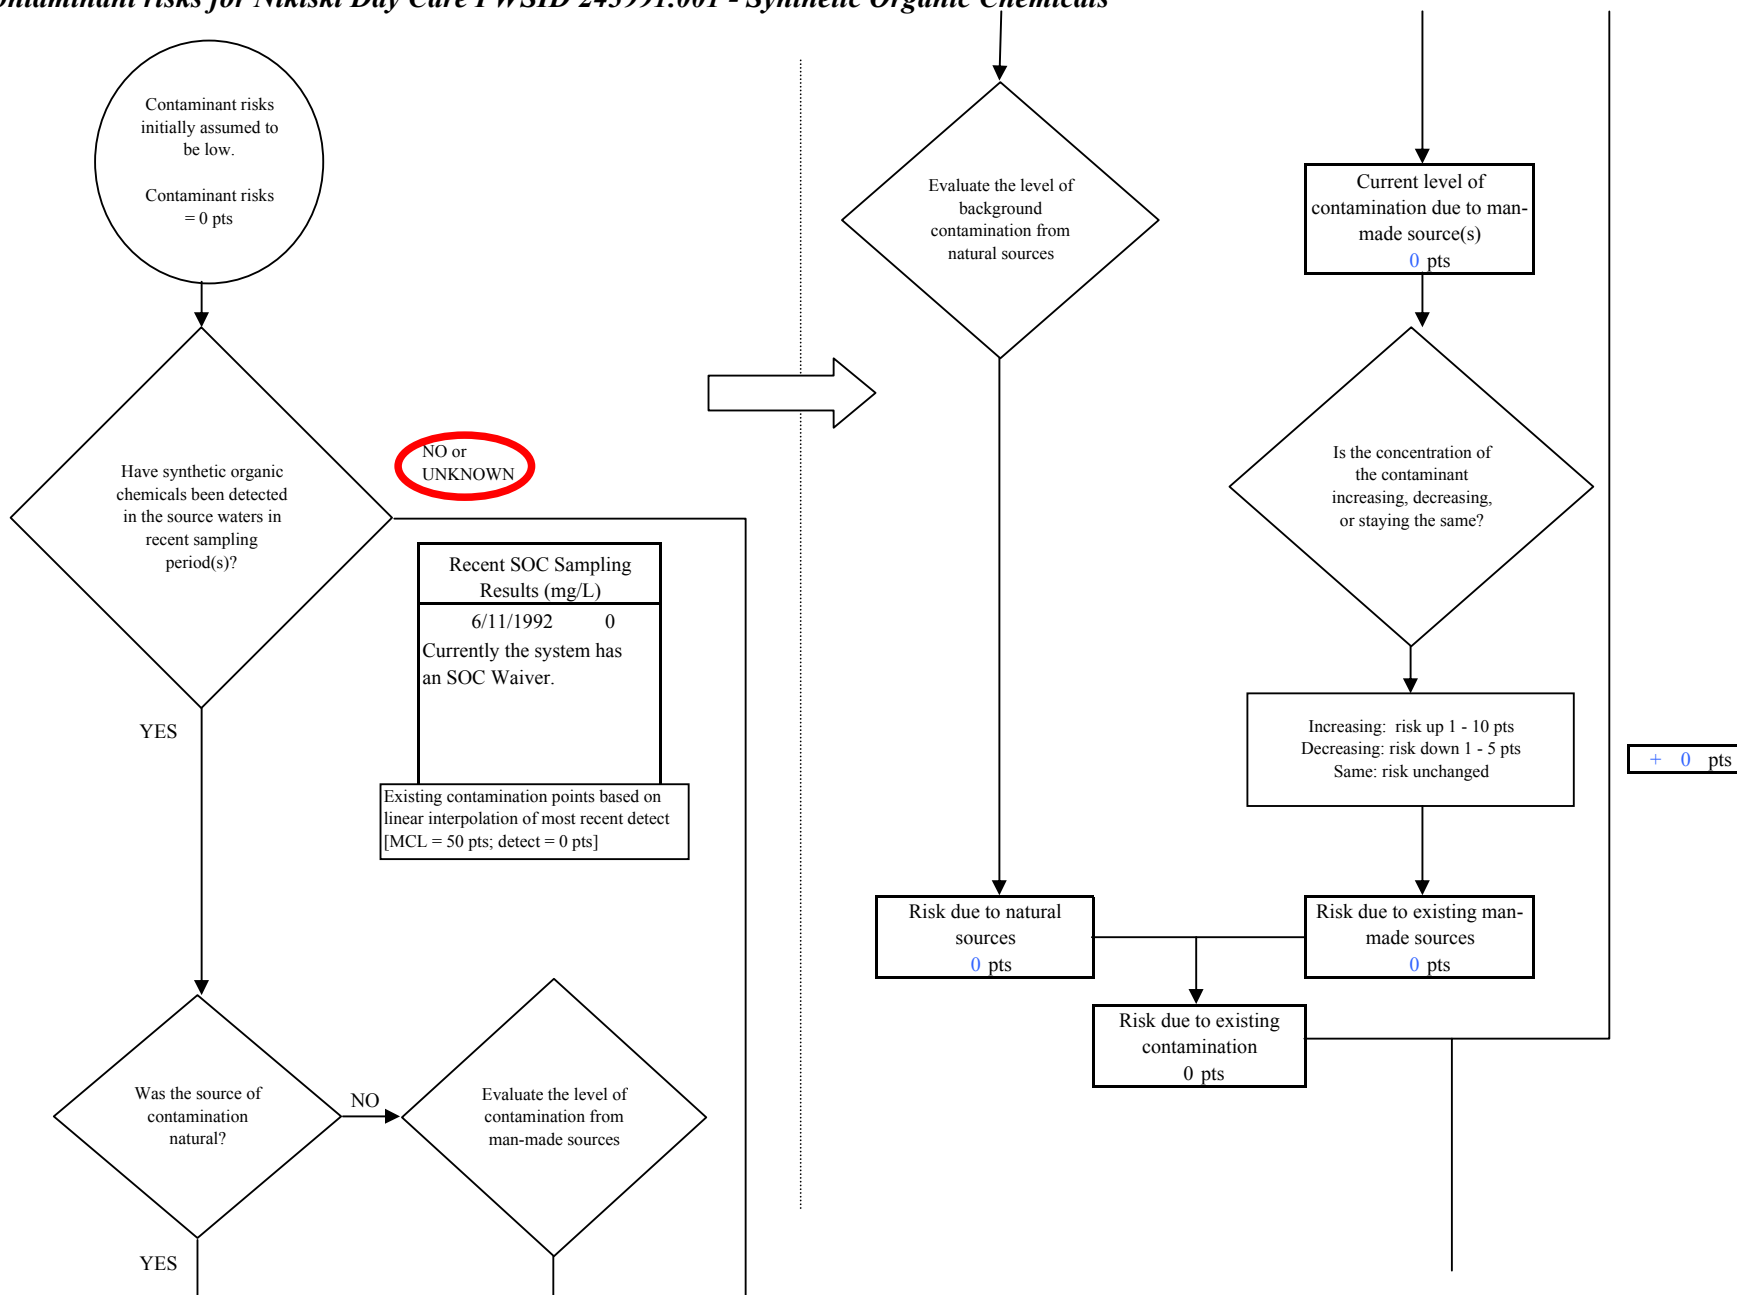 ontaminant risks for Nikiski Day Care PWSID 243991.001 - Synthetic Organic Chemicals
Contaminant risks
initially assumed to
be low.
Contaminant risks
= 0 pts
Have synthetic organic
chemicals been detected
in the source waters in
recent sampling
period(s)?
NO or
UNKNOWN
Recent SOC Sampling
Results (mg/L)
6/11/1992 0
Currently the system has
an SOC Waiver.
YES
Existing contamination points based on
linear interpolation of most recent detect
[MCL = 50 pts; detect = 0 pts]
Was the source of
contamination
natural?
NO
Evaluate the level of
contamination from
man-made sources
YES
Evaluate the level of
background
contamination from
natural sources
Current level of
contamination due to man-
made source(s)
0 pts
Is the concentration of
the contaminant
increasing, decreasing,
or staying the same?
Increasing: risk up 1 - 10 pts
Decreasing: risk down 1 - 5 pts
Same: risk unchanged
+ 0 pts
Risk due to natural
sources
0 pts
Risk due to existing man-
made sources
0 pts
Risk due to existing
contamination
0 pts